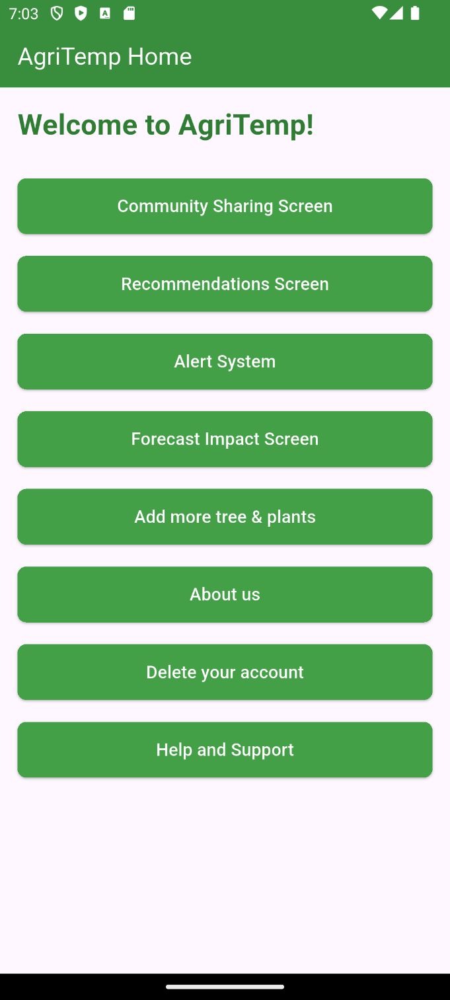 7:03
AgriTemp Home
Welcome to AgriTemp!
Community Sharing Screen
Recommendations Screen
Alert System
Forecast Impact Screen
Add more tree & plants
About us
Delete your account
Help and Support